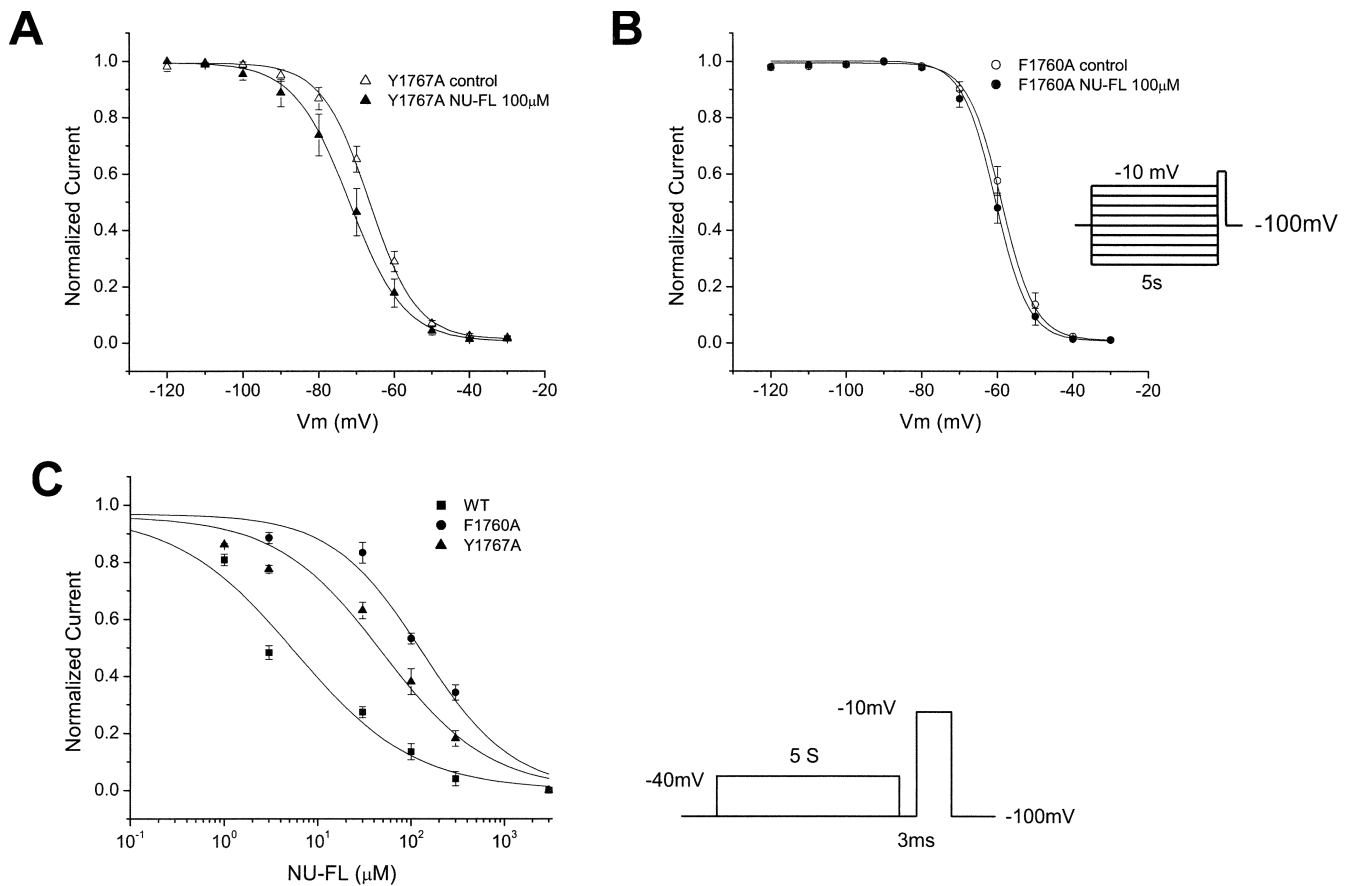 A
1.0
0.8
0.6
0.4
0.2
0.0
Normalized Current
-120
-100
-80
-60
-40
-20
Vm (mV)
Y1767A control
Y1767A NU-FL 100μM
B
1.0
0.8
0.6
0.4
0.2
0.0
Normalized Current
-120
-100
-80
-60
-40
-20
Vm (mV)
F1760A control
F1760A NU-FL 100μM
-10 mV
-100mV
5s
C
1.0
0.8
0.6
0.4
0.2
0.0
Normalized Current
10⁻¹
10⁰
10¹
10²
10³
NU-FL (μM)
WT
F1760A
Y1767A
-10mV
5 S
-40mV
-100mV
3ms